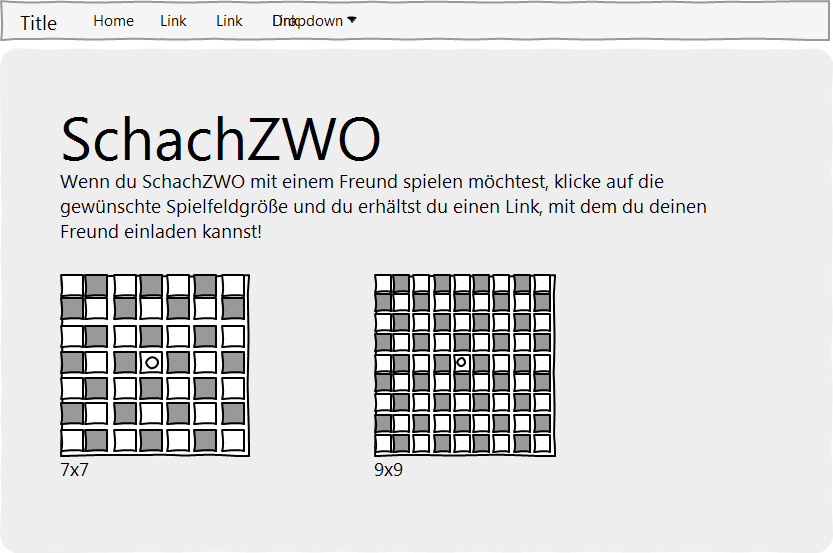 Title Home Link Link Link Dropdown
SchachZWO
Wenn du SchachZWO mit einem Freund spielen möchtest, klicke auf die
gewünschte Spielfeldgröße und du erhältst du einen Link, mit dem du deinen
Freund einladen kannst!
7x7 9x9